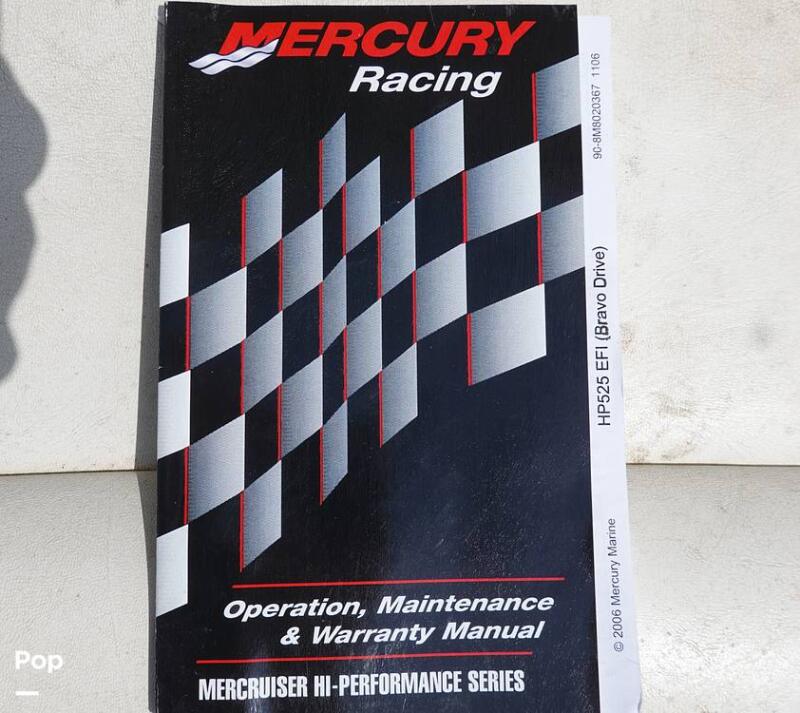 MERCURY
Racing
90-8M8020367 1106
HP525 EFI (Bravo Drive)
© 2006 Mercury Marine
Operation, Maintenance
& Warranty Manual
MERCRUISER HI-PERFORMANCE SERIES
Pop